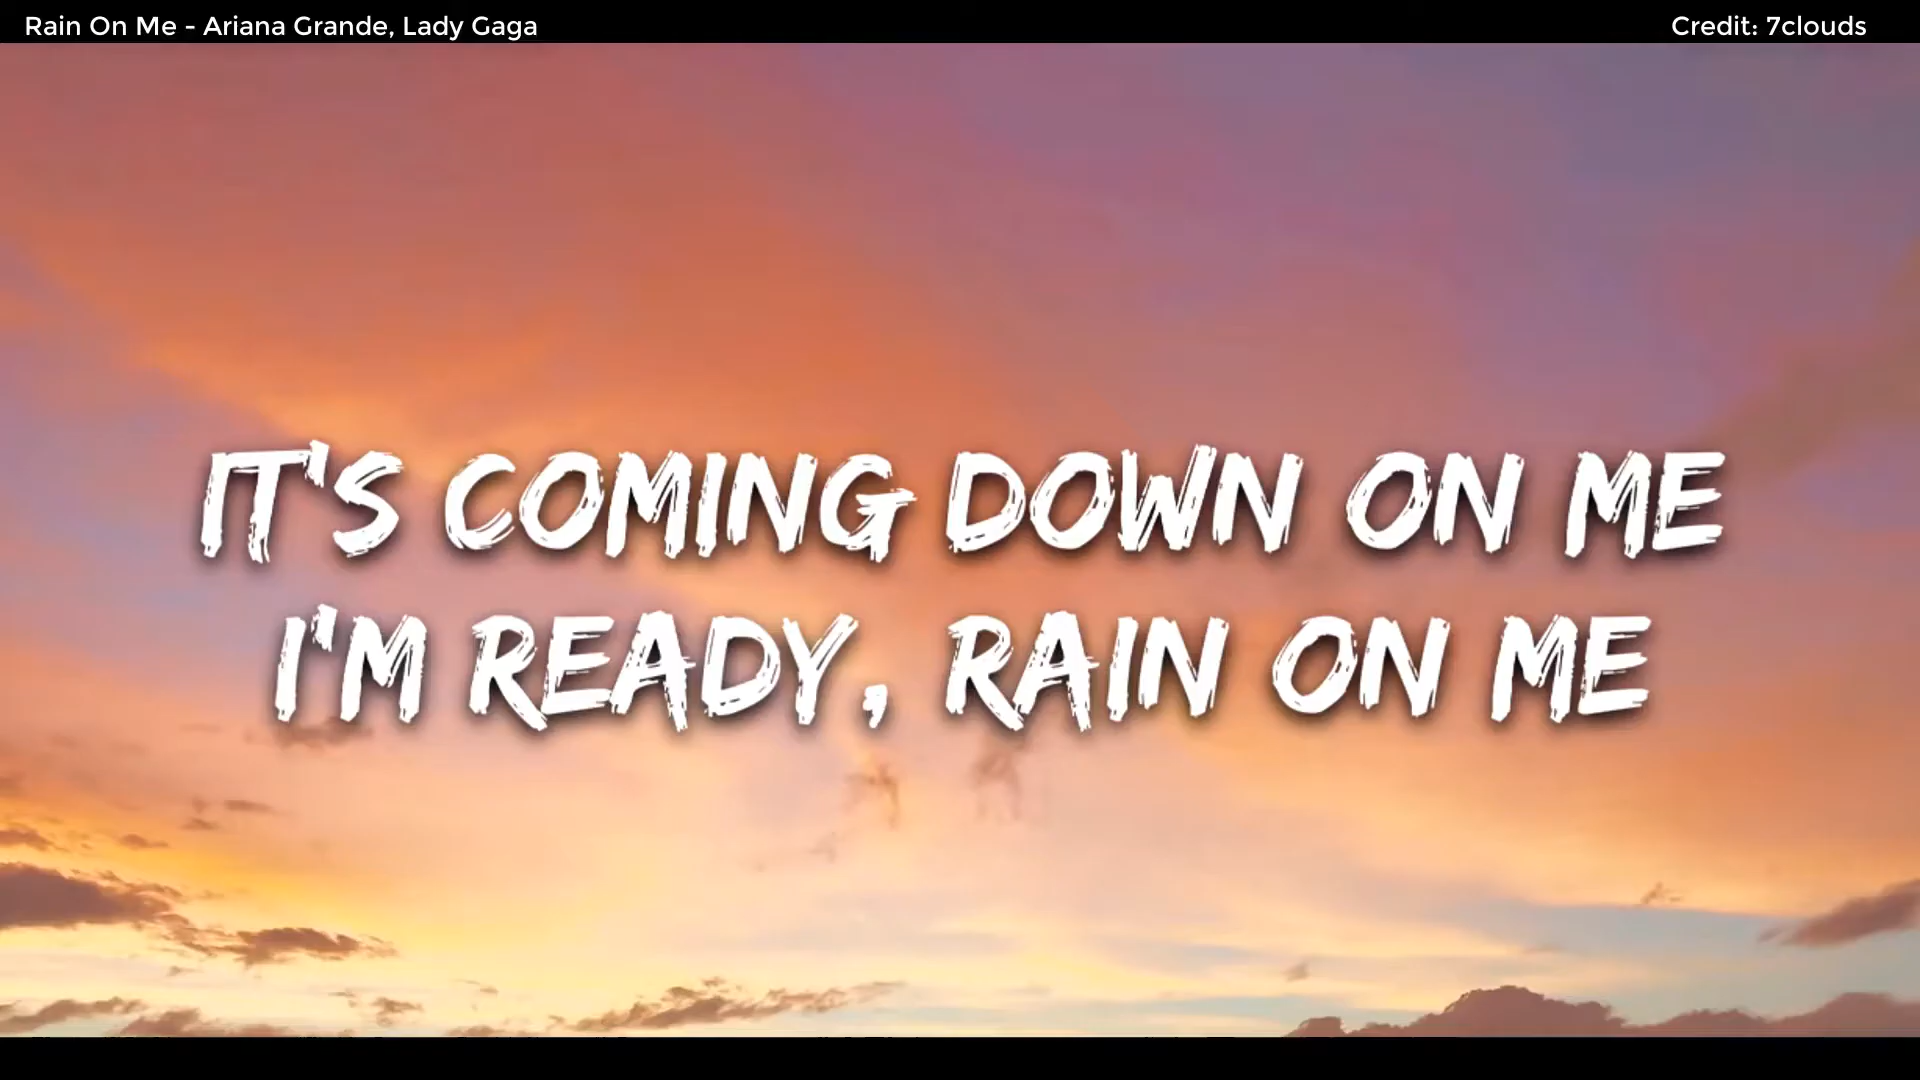 Rain On Me - Ariana Grande, Lady Gaga
Credit: 7clouds
IT'S COMING DOWN ON ME
I'M READY, RAIN ON ME